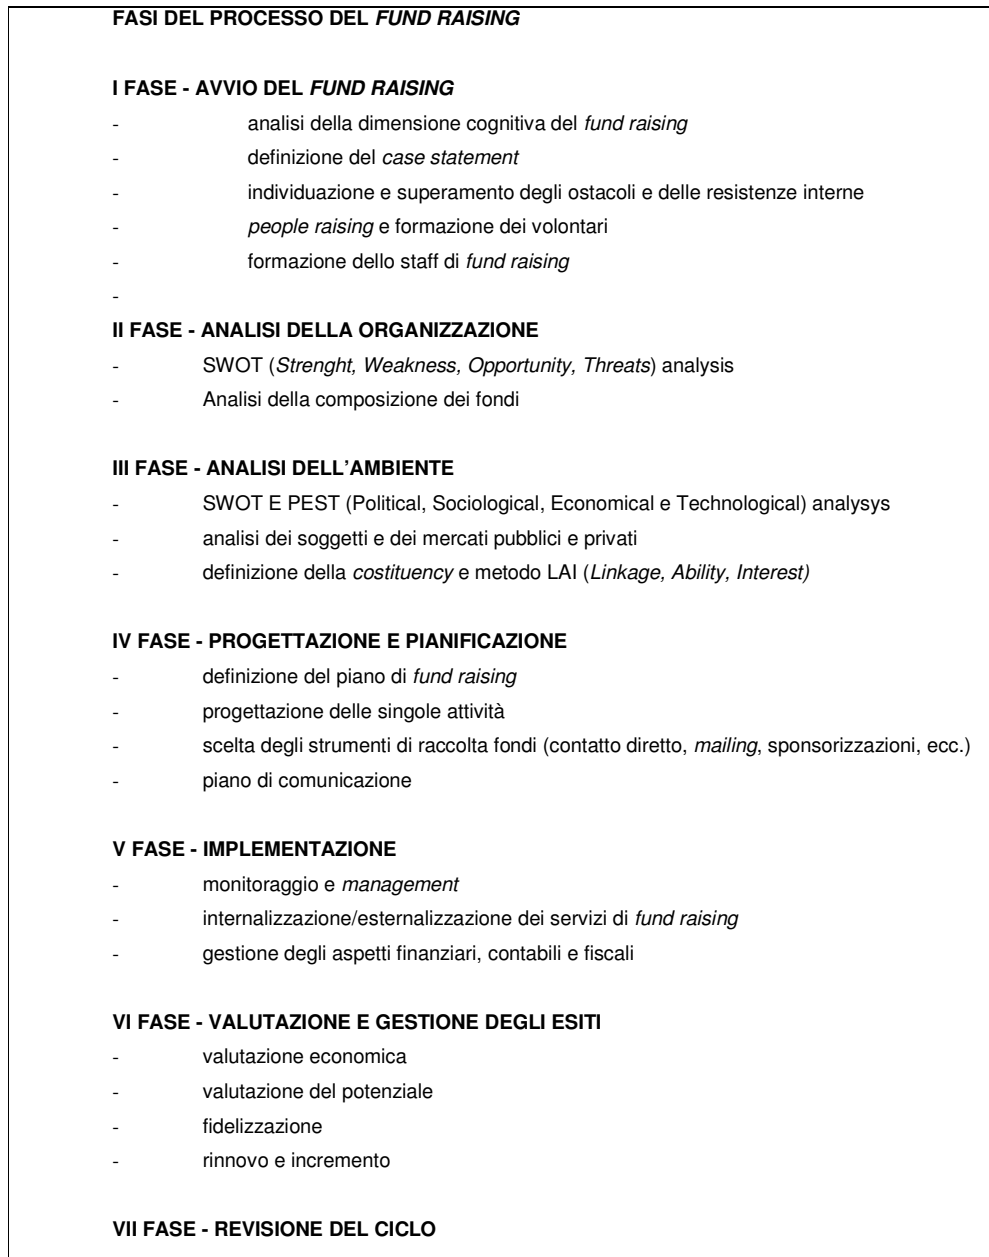 FASI DEL PROCESSO DEL FUND RAISING
I FASE - AVVIO DEL FUND RAISING
- analisi della dimensione cognitiva del fund raising
- definizione del case statement
- individuazione e superamento degli ostacoli e delle resistenze interne
- people raising e formazione dei volontari
- formazione dello staff di fund raising
-
II FASE - ANALISI DELLA ORGANIZZAZIONE
- SWOT (Strenght, Weakness, Opportunity, Threats) analysis
- Analisi della composizione dei fondi
III FASE - ANALISI DELL’AMBIENTE
- SWOT E PEST (Political, Sociological, Economical e Technological) analysys
- analisi dei soggetti e dei mercati pubblici e privati
- definizione della costituency e metodo LAI (Linkage, Ability, Interest)
IV FASE - PROGETTAZIONE E PIANIFICAZIONE
- definizione del piano di fund raising
- progettazione delle singole attività
- scelta degli strumenti di raccolta fondi (contatto diretto, mailing, sponsorizzazioni, ecc.)
- piano di comunicazione
V FASE - IMPLEMENTAZIONE
- monitoraggio e management
- internalizzazione/esternalizzazione dei servizi di fund raising
- gestione degli aspetti finanziari, contabili e fiscali
VI FASE - VALUTAZIONE E GESTIONE DEGLI ESITI
- valutazione economica
- valutazione del potenziale
- fidelizzazione
- rinnovo e incremento
VII FASE - REVISIONE DEL CICLO